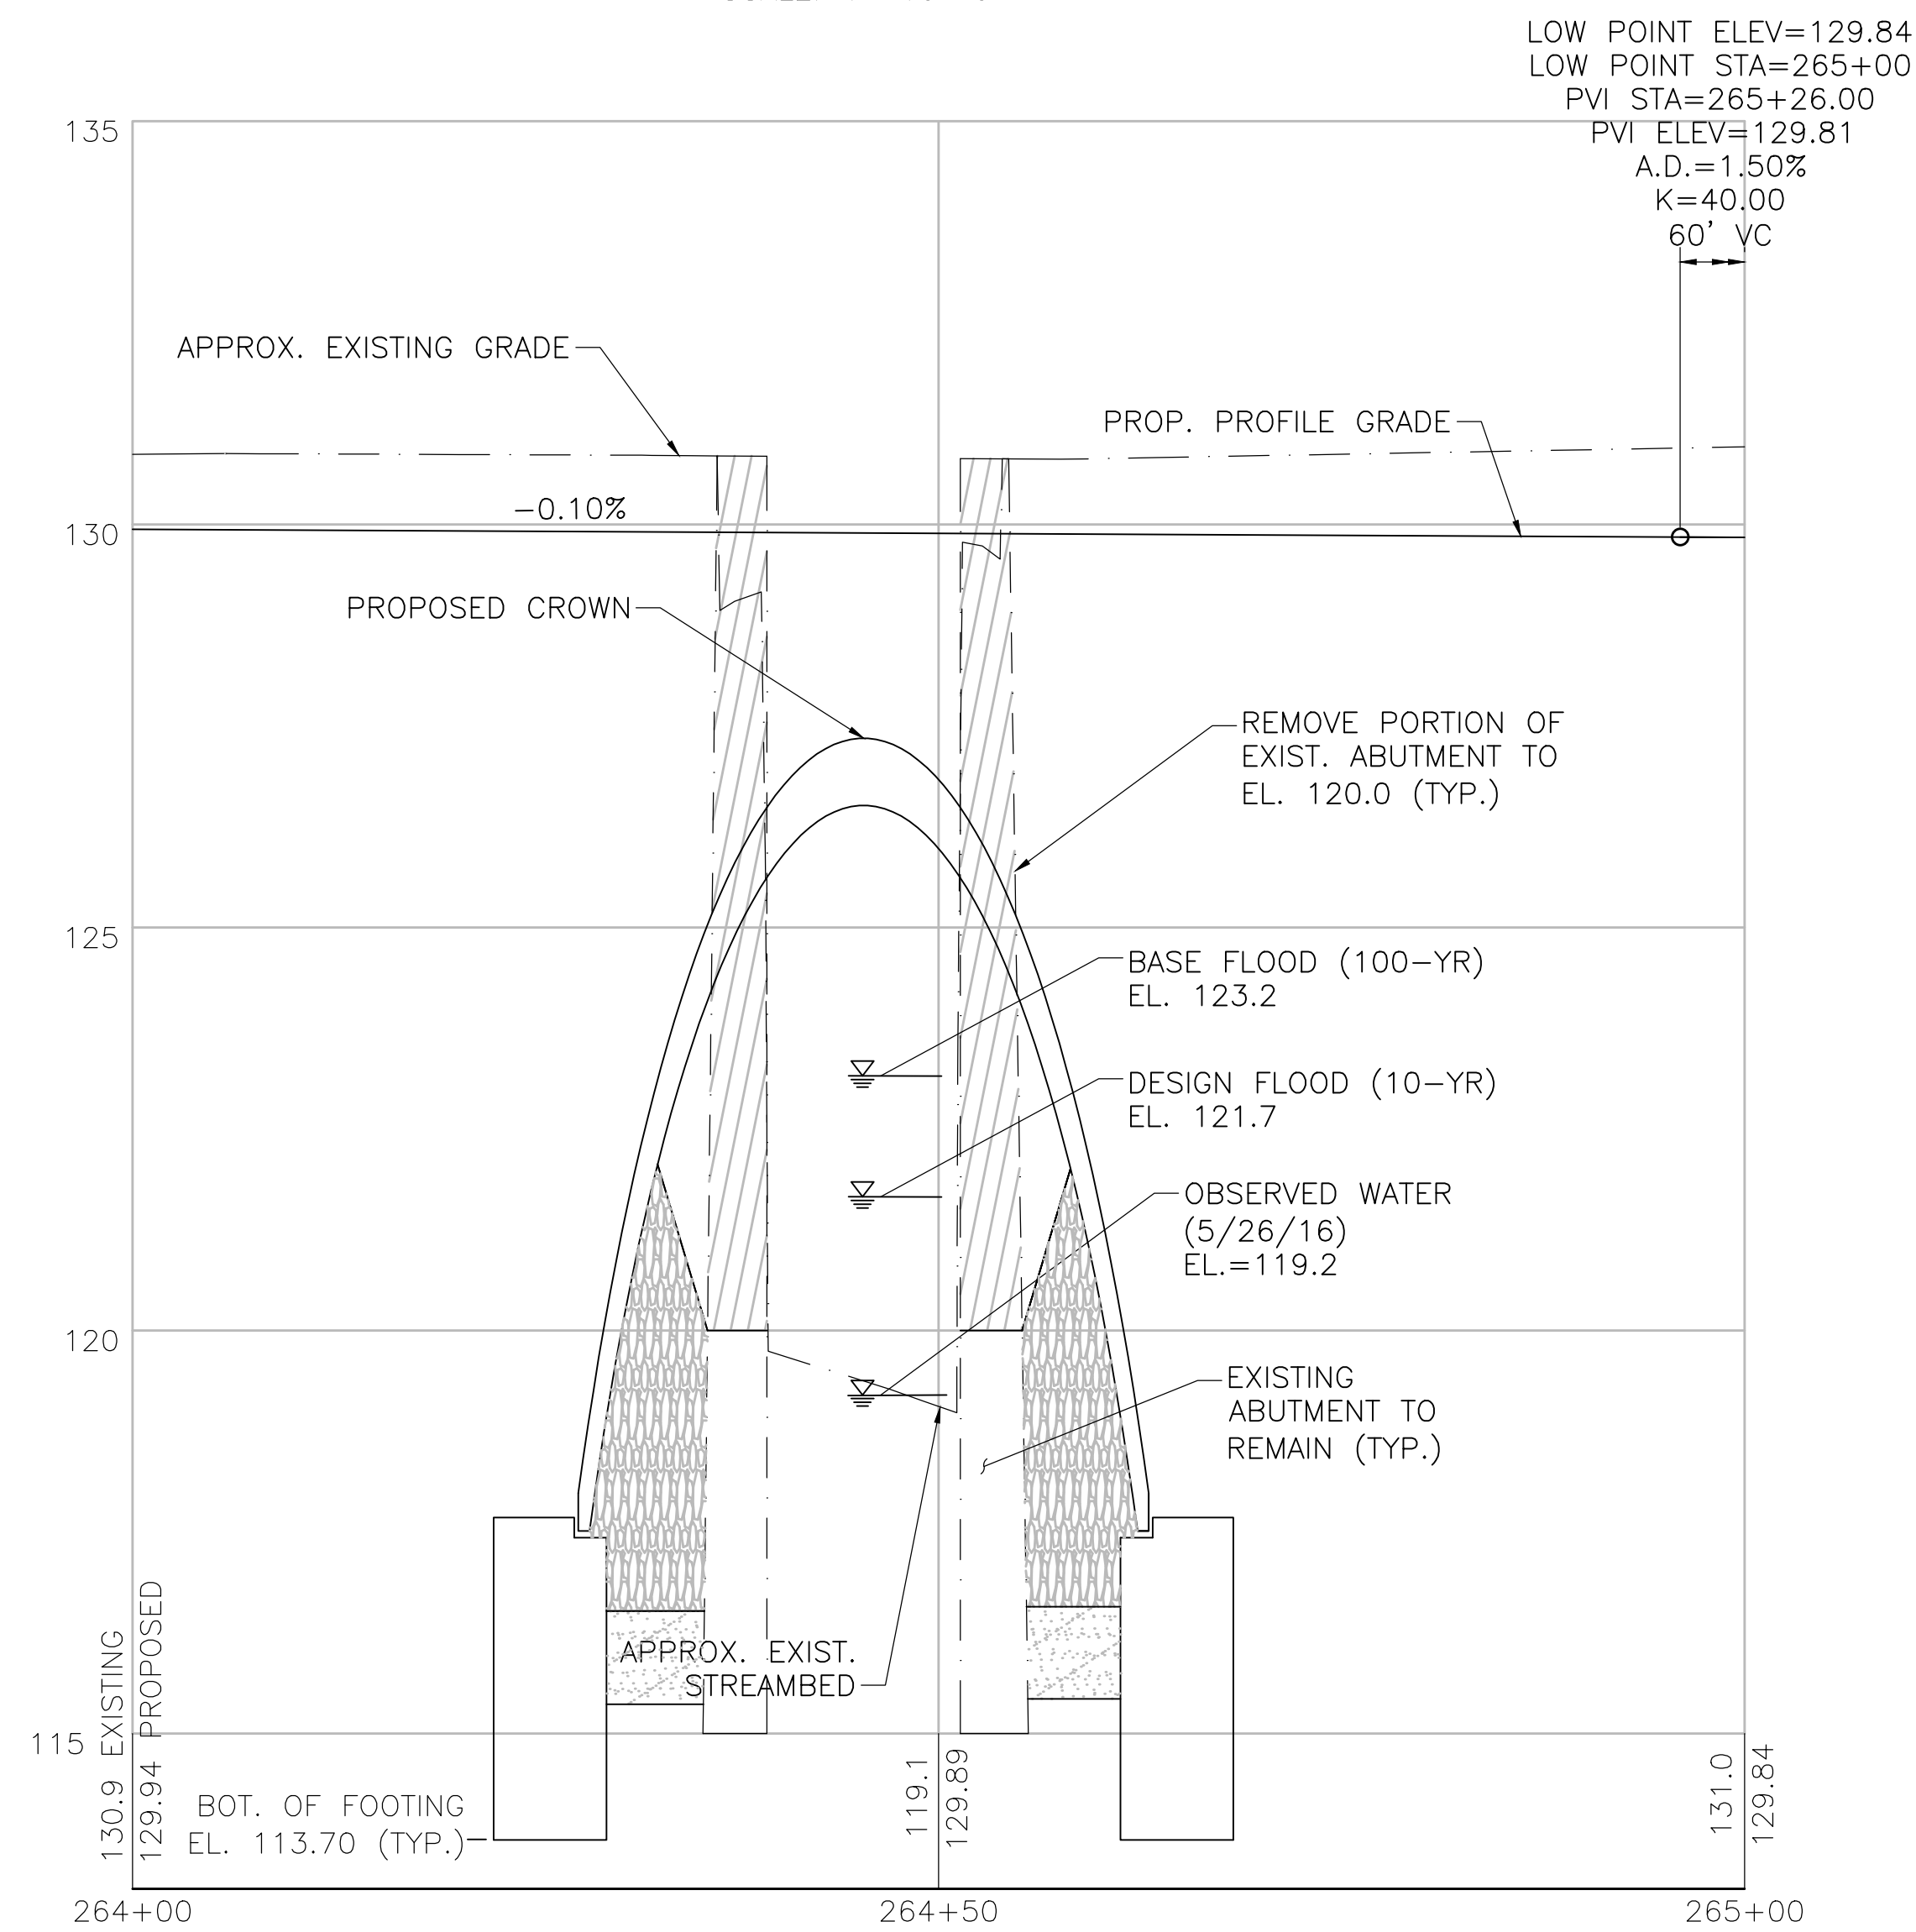 LOW POINT ELEV=129.84
LOW POINT STA=265+00
PVI STA=265+26.00
PVI ELEV=129.81
A.D.=1.50%
K=40.00
60' VC
135
APPROX. EXISTING GRADE
PROP. PROFILE GRADE
-0.10%
130
PROPOSED CROWN
REMOVE PORTION OF
EXIST. ABUTMENT TO
EL. 120.0 (TYP.)
125
BASE FLOOD (100-YR)
EL. 123.2
DESIGN FLOOD (10-YR)
EL. 121.7
OBSERVED WATER
(5/26/16)
EL.=119.2
120
EXISTING
ABUTMENT TO
REMAIN (TYP.)
APPROX. EXIST.
STREAMBED
115
130.9 EXISTING
129.94 PROPOSED
119.1
129.89
131.0
129.84
BOT. OF FOOTING
EL. 113.70 (TYP.)
264+00
264+50
265+00